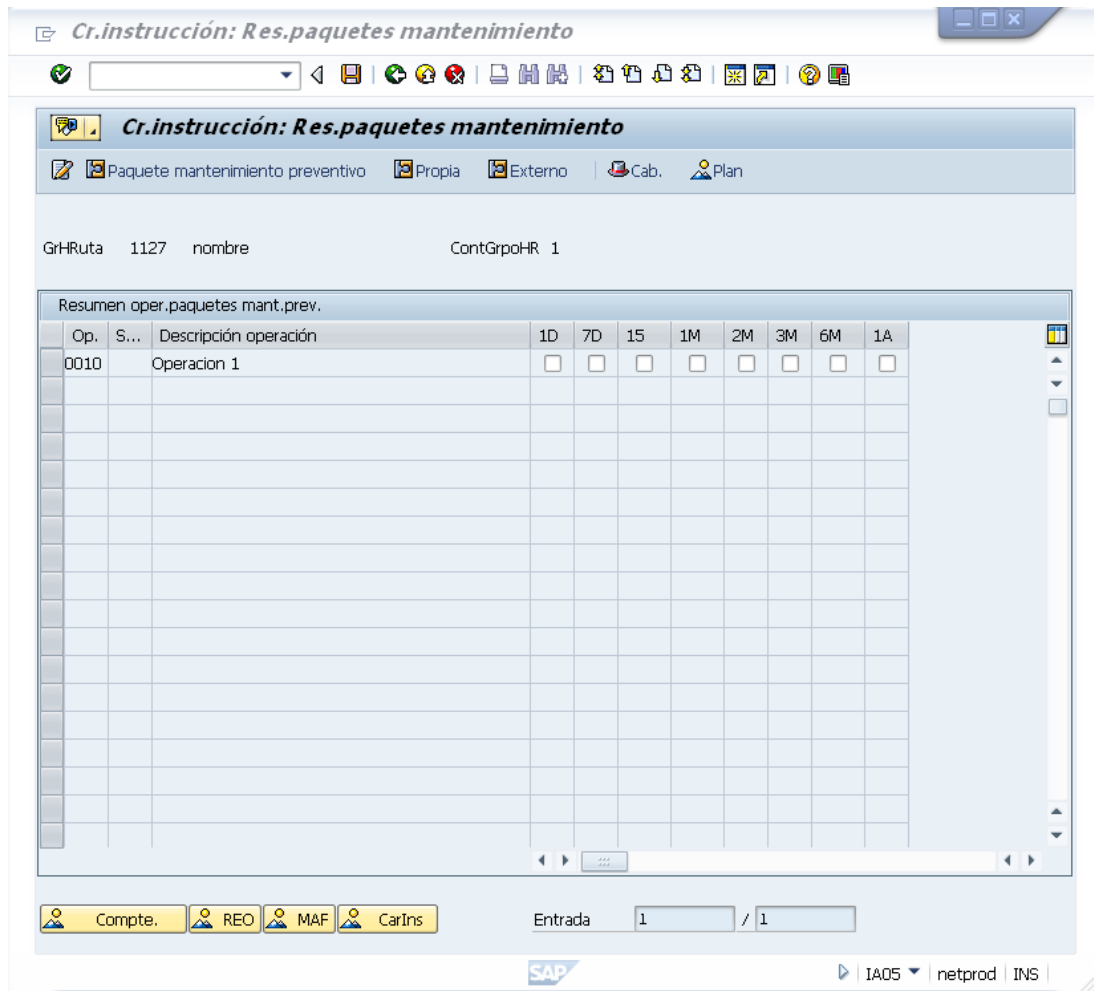 Cr.instrucción: Res.paquetes mantenimiento
Cr.instrucción: Res.paquetes mantenimiento
Paquete mantenimiento preventivo Propia Externo Cab. Plan
GrHRuta 1127 nombre ContGrpoHR 1
Resumen oper.paquetes mant.prev.
Op. S... Descripción operación 1D 7D 15 1M 2M 3M 6M 1A
0010 Operacion 1
Compte. REO MAF CarIns Entrada 1 / 1
SAP IA05 netprod INS